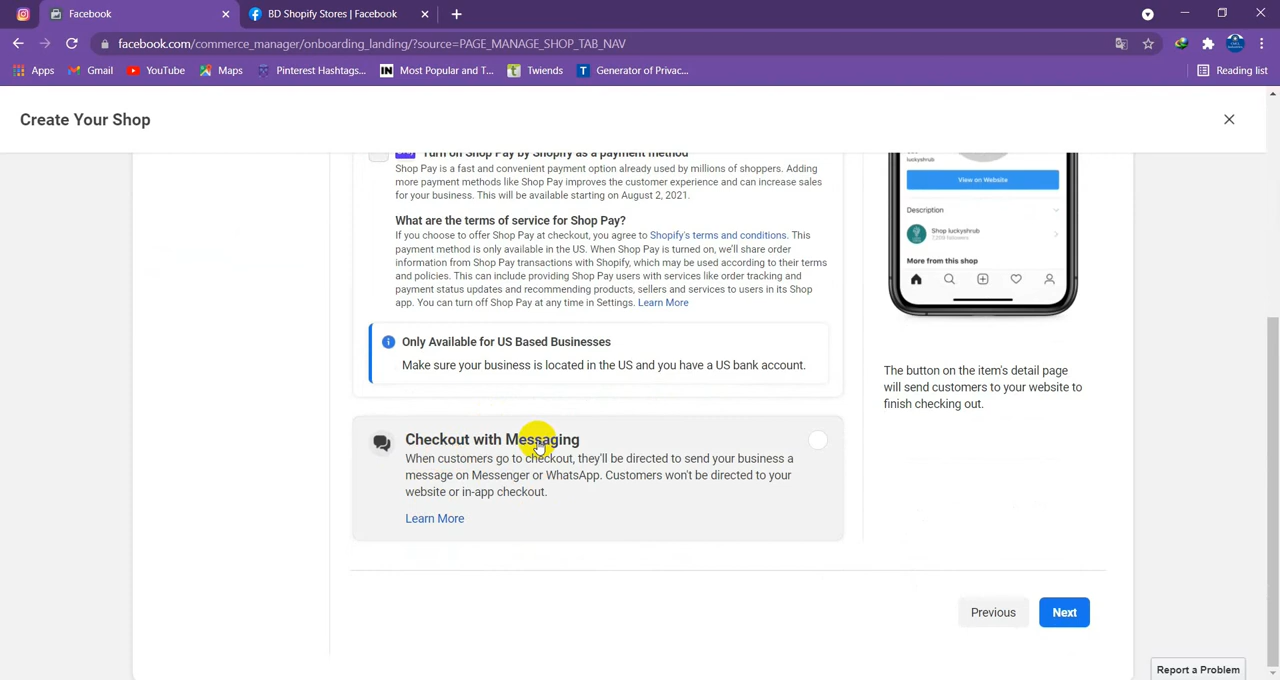 Facebook
BD Shopify Stores | Facebook
facebook.com/commerce_manager/onboarding_landing/?source=PAGE_MANAGE_SHOP_TAB_NAV
Apps
Gmail
YouTube
Maps
Pinterest Hashtags...
IN
Most Popular and T...
t
Twiends
T
Generator of Privac...
Reading list
Create Your Shop
Turn on Shop Pay by Shopify as a payment method
Shop Pay is a fast and convenient payment option already used by millions of shoppers. Adding
more payment methods like Shop Pay improves the customer experience and can increase sales
for your business. This will be available starting on August 2, 2021.
What are the terms of service for Shop Pay?
If you choose to offer Shop Pay at checkout, you agree to Shopify's terms and conditions. This
payment method is only available in the US. When Shop Pay is turned on, we'll share order
information from Shop Pay transactions with Shopify, which may be used according to their terms
and policies. This can include providing Shop Pay users with services like order tracking and
payment status updates and recommending products, sellers and services to users in its Shop
app. You can turn off Shop Pay at any time in Settings. Learn More
Only Available for US Based Businesses
Make sure your business is located in the US and you have a US bank account.
Checkout with Messaging
When customers go to checkout, they'll be directed to send your business a
message on Messenger or WhatsApp. Customers won't be directed to your
website or in-app checkout.
Learn More
luckyshrub
View on Website
Description
Shop luckyshrub
7,209 followers
More from this shop
The button on the item's detail page
will send customers to your website to
finish checking out.
Previous
Next
Report a Problem